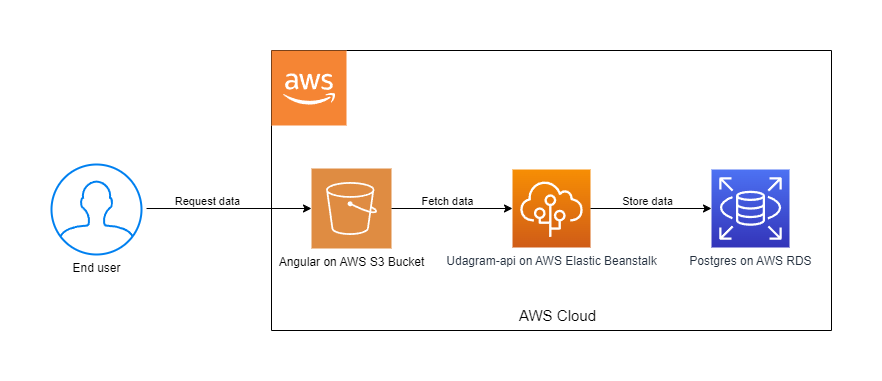 aws
Request data
Fetch data
Store data
End user
Angular on AWS S3 Bucket
Udagram-api on AWS Elastic Beanstalk
Postgres on AWS RDS
AWS Cloud